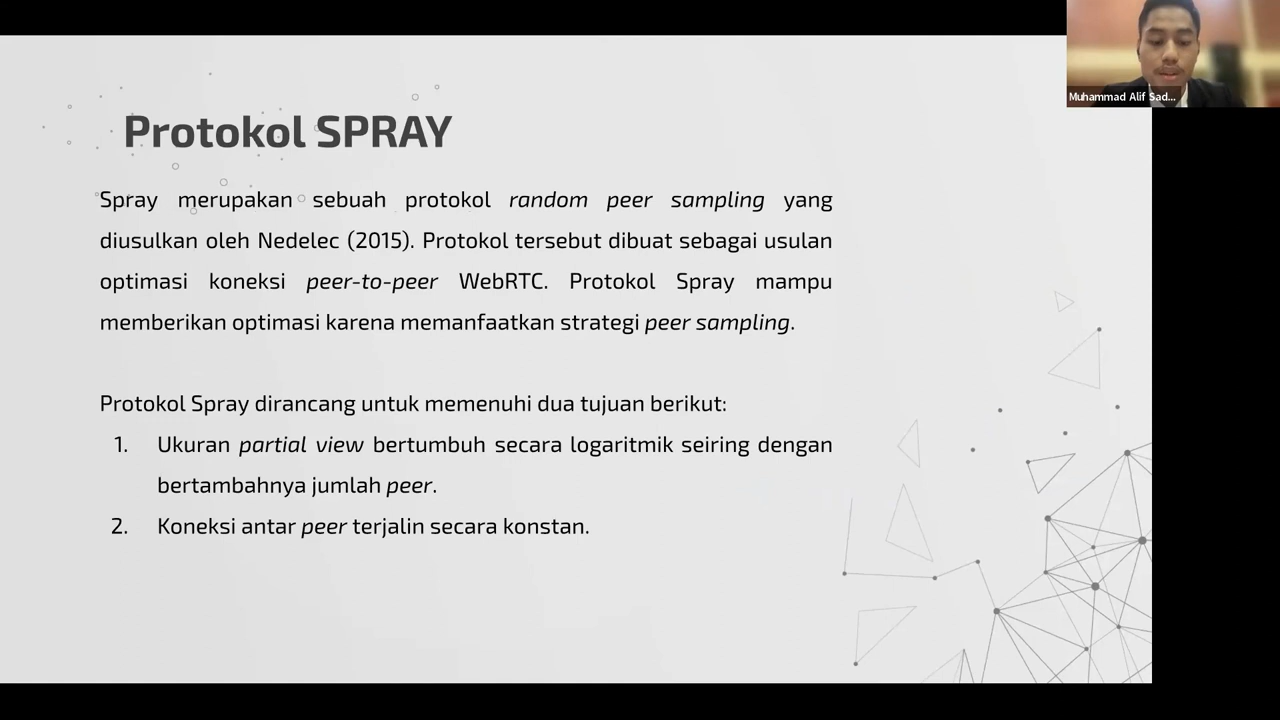 Protokol SPRAY
Spray merupakan sebuah protokol random peer sampling yang
diusulkan oleh Nedelec (2015). Protokol tersebut dibuat sebagai usulan
optimasi koneksi peer-to-peer WebRTC. Protokol Spray mampu
memberikan optimasi karena memanfaatkan strategi peer sampling.
Protokol Spray dirancang untuk memenuhi dua tujuan berikut:
1. Ukuran partial view bertumbuh secara logaritmik seiring dengan
bertambahnya jumlah peer.
2. Koneksi antar peer terjalin secara konstan.
Muhammad Alif Sad...